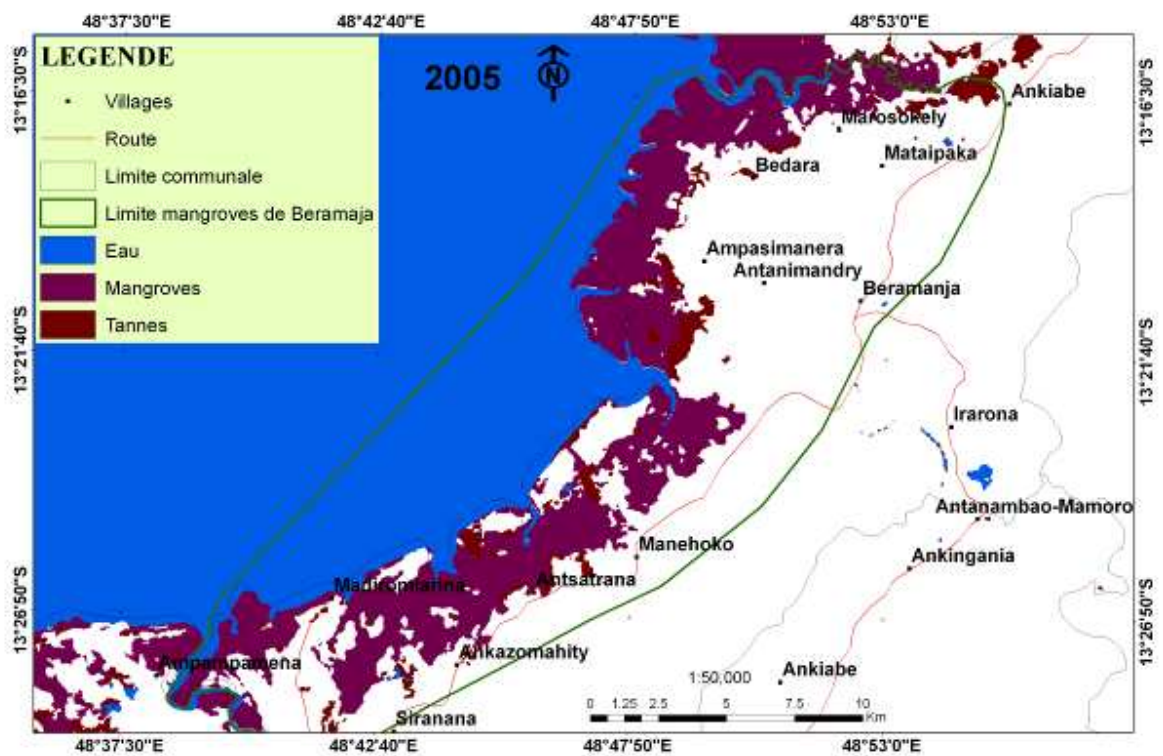 48°37'30"E 48°42'40"E 48°47'50"E 48°53'0"E
LEGENDE
Villages
Route
Limite communale
Limite mangroves de Beramaja
Eau
Mangroves
Tannes
2005
N
13°16'30"S
13°16'30"S
Ankiabe
Marosokely
Mataipaka
Bedara
Ampasimanera
Antanimandry
Beramanja
13°21'40"S
13°21'40"S
Irarona
Antanambao-Mamoro
Manehoko
Ankingania
Antsatrana
13°26'50"S
13°26'50"S
Ampampamena
Ankazomahity
Ankiabe
1:50,000
0 1.25 2.5 5 7.5 10
Km
Siranana
48°37'30"E 48°42'40"E 48°47'50"E 48°53'0"E